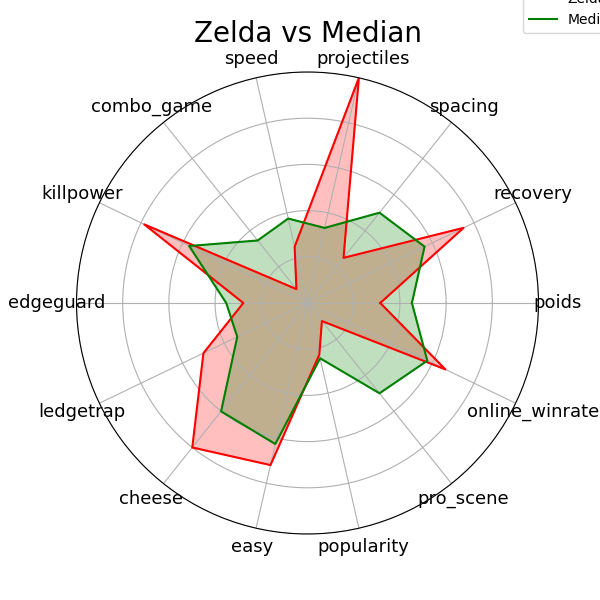 Zelda vs Median
speed
projectiles
combo_game
spacing
killpower
recovery
edgeguard
poids
ledgetrap
online_winrate
cheese
pro_scene
easy
popularity